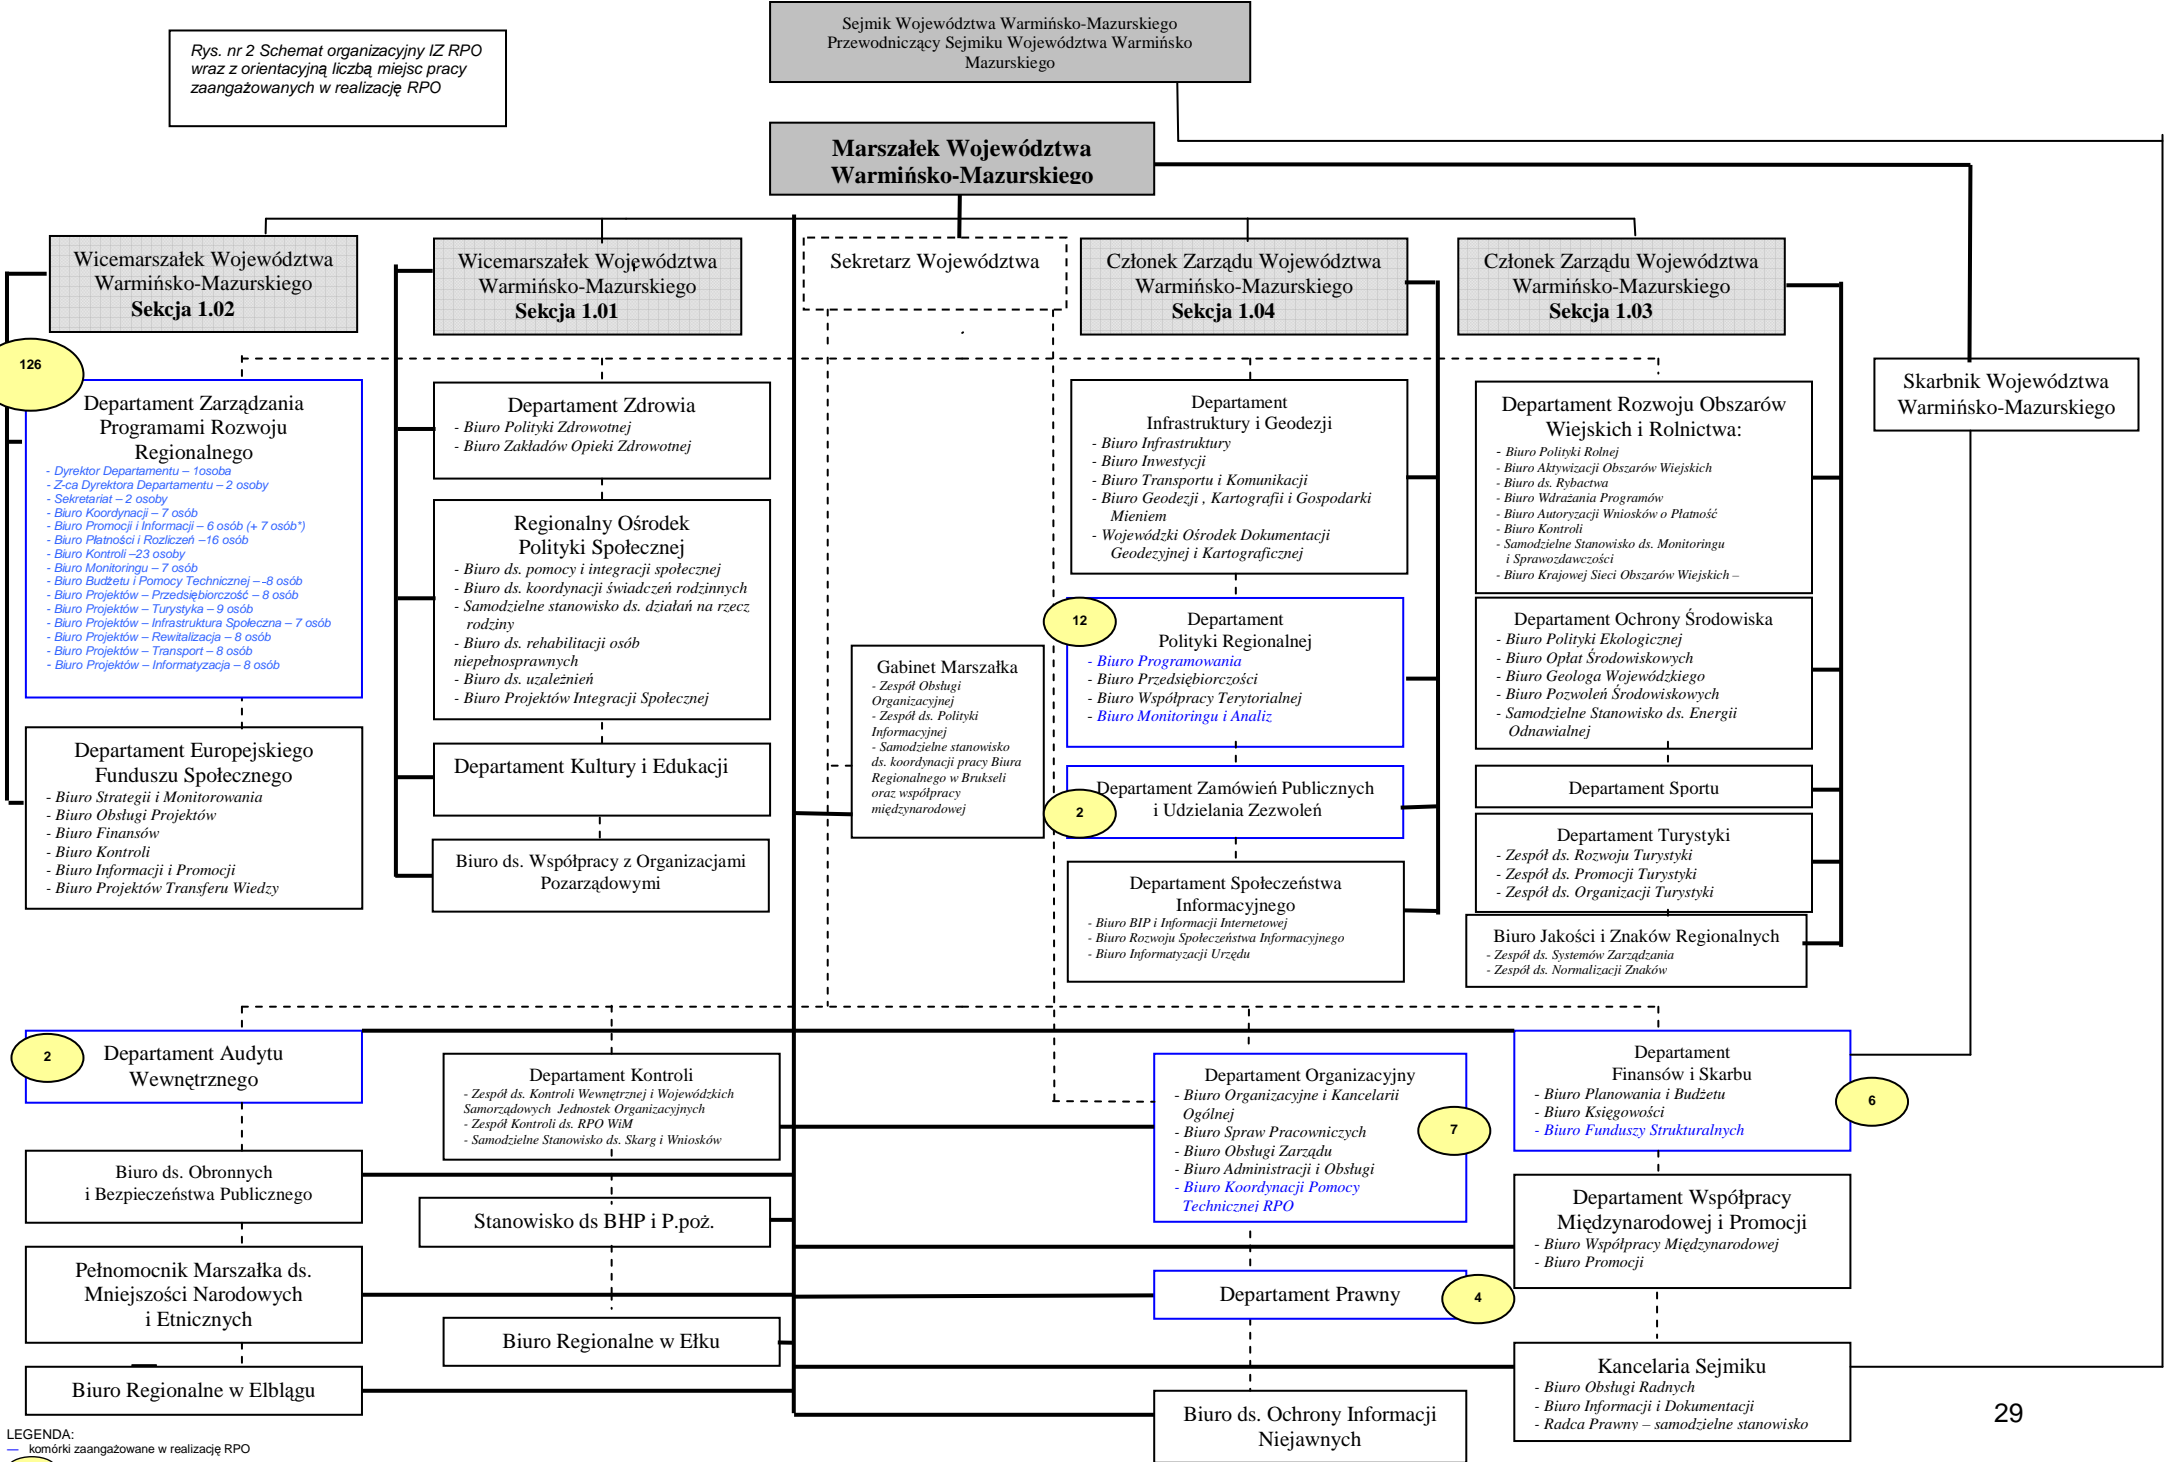 Sejmik Województwa Warmińsko-Mazurskiego
Przewodniczący Sejmiku Województwa Warmińsko
Mazurskiego
Rys. nr 2 Schemat organizacyjny IZ RPO
wraz z orientacyjną liczbą miejsc pracy
zaangażowanych w realizację RPO
Marszałek Województwa
Warmińsko-Mazurskiego
Wicemarszałek Województwa
Warmińsko-Mazurskiego
Sekcja 1.02
Wicemarszałek Województwa
Warmińsko-Mazurskiego
Sekcja 1.01
Sekretarz Województwa
Członek Zarządu Województwa
Warmińsko-Mazurskiego
Sekcja 1.04
Członek Zarządu Województwa
Warmińsko-Mazurskiego
Sekcja 1.03
Skarbnik Województwa
Warmińsko-Mazurskiego
126
Departament Zarządzania
Programami Rozwoju
Regionalnego
- Dyrektor Departamentu – 1osoba
- Z-ca Dyrektora Departamentu – 2 osoby
- Sekretariat – 2 osoby
- Biuro Koordynacji – 7 osób
- Biuro Promocji i Informacji – 6 osób (+ 7 osób*)
- Biuro Płatności i Rozliczeń –16 osób
- Biuro Kontroli –23 osoby
- Biuro Monitoringu – 7 osób
- Biuro Budżetu i Pomocy Technicznej – -8 osób
- Biuro Projektów – Przedsiębiorczość – 8 osób
- Biuro Projektów – Turystyka – 9 osób
- Biuro Projektów – Infrastruktura Społeczna – 7 osób
- Biuro Projektów – Rewitalizacja – 8 osób
- Biuro Projektów – Transport – 8 osób
- Biuro Projektów – Informatyzacja – 8 osób
Departament Europejskiego
Funduszu Społecznego
- Biuro Strategii i Monitorowania
- Biuro Obsługi Projektów
- Biuro Finansów
- Biuro Kontroli
- Biuro Informacji i Promocji
- Biuro Projektów Transferu Wiedzy
Departament Zdrowia
- Biuro Polityki Zdrowotnej
- Biuro Zakładów Opieki Zdrowotnej
Regionalny Ośrodek
Polityki Społecznej
- Biuro ds. pomocy i integracji społecznej
- Biuro ds. koordynacji świadczeń rodzinnych
- Samodzielne stanowisko ds. działań na rzecz
rodziny
- Biuro ds. rehabilitacji osób
niepełnosprawnych
- Biuro ds. uzależnień
- Biuro Projektów Integracji Społecznej
Departament Kultury i Edukacji
Biuro ds. Współpracy z Organizacjami
Pozarządowymi
Gabinet Marszałka
- Zespół Obsługi
Organizacyjnej
- Zespół ds. Polityki
Informacyjnej
- Samodzielne stanowisko
ds. koordynacji pracy Biura
Regionalnego w Brukseli
oraz współpracy
międzynarodowej
Departament
Infrastruktury i Geodezji
- Biuro Infrastruktury
- Biuro Inwestycji
- Biuro Transportu i Komunikacji
- Biuro Geodezji , Kartografii i Gospodarki
Mieniem
- Wojewódzki Ośrodek Dokumentacji
Geodezyjnej i Kartograficznej
12
Departament
Polityki Regionalnej
- Biuro Programowania
- Biuro Przedsiębiorczości
- Biuro Współpracy Terytorialnej
- Biuro Monitoringu i Analiz
2
Departament Zamówień Publicznych
i Udzielania Zezwoleń
Departament Społeczeństwa
Informacyjnego
- Biuro BIP i Informacji Internetowej
- Biuro Rozwoju Społeczeństwa Informacyjnego
- Biuro Informatyzacji Urzędu
Departament Rozwoju Obszarów
Wiejskich i Rolnictwa:
- Biuro Polityki Rolnej
- Biuro Aktywizacji Obszarów Wiejskich
- Biuro ds. Rybactwa
- Biuro Wdrażania Programów
- Biuro Autoryzacji Wniosków o Płatność
- Biuro Kontroli
- Samodzielne Stanowisko ds. Monitoringu
i Sprawozdawczości
- Biuro Krajowej Sieci Obszarów Wiejskich –
Departament Ochrony Środowiska
- Biuro Polityki Ekologicznej
- Biuro Opłat Środowiskowych
- Biuro Geologa Wojewódzkiego
- Biuro Pozwoleń Środowiskowych
- Samodzielne Stanowisko ds. Energii
Odnawialnej
Departament Sportu
Departament Turystyki
- Zespół ds. Rozwoju Turystyki
- Zespół ds. Promocji Turystyki
- Zespół ds. Organizacji Turystyki
Biuro Jakości i Znaków Regionalnych
- Zespół ds. Systemów Zarządzania
- Zespół ds. Normalizacji Znaków
2
Departament Audytu
Wewnętrznego
Biuro ds. Obronnych
i Bezpieczeństwa Publicznego
Pełnomocnik Marszałka ds.
Mniejszości Narodowych
i Etnicznych
Biuro Regionalne w Elblągu
Departament Kontroli
- Zespół ds. Kontroli Wewnętrznej i Wojewódzkich
Samorządowych Jednostek Organizacyjnych
- Zespół Kontroli ds. RPO WiM
- Samodzielne Stanowisko ds. Skarg i Wniosków
Stanowisko ds BHP i P.poż.
Biuro Regionalne w Ełku
Departament Organizacyjny
- Biuro Organizacyjne i Kancelarii
Ogólnej
- Biuro Spraw Pracowniczych
- Biuro Obsługi Zarządu
- Biuro Administracji i Obsługi
- Biuro Koordynacji Pomocy
Technicznej RPO
7
Departament Prawny
4
Biuro ds. Ochrony Informacji
Niejawnych
Departament
Finansów i Skarbu
- Biuro Planowania i Budżetu
- Biuro Księgowości
- Biuro Funduszy Strukturalnych
6
Departament Współpracy
Międzynarodowej i Promocji
- Biuro Współpracy Międzynarodowej
- Biuro Promocji
Kancelaria Sejmiku
- Biuro Obsługi Radnych
- Biuro Informacji i Dokumentacji
- Radca Prawny – samodzielne stanowisko
29
LEGENDA:
komórki zaangażowane w realizację RPO